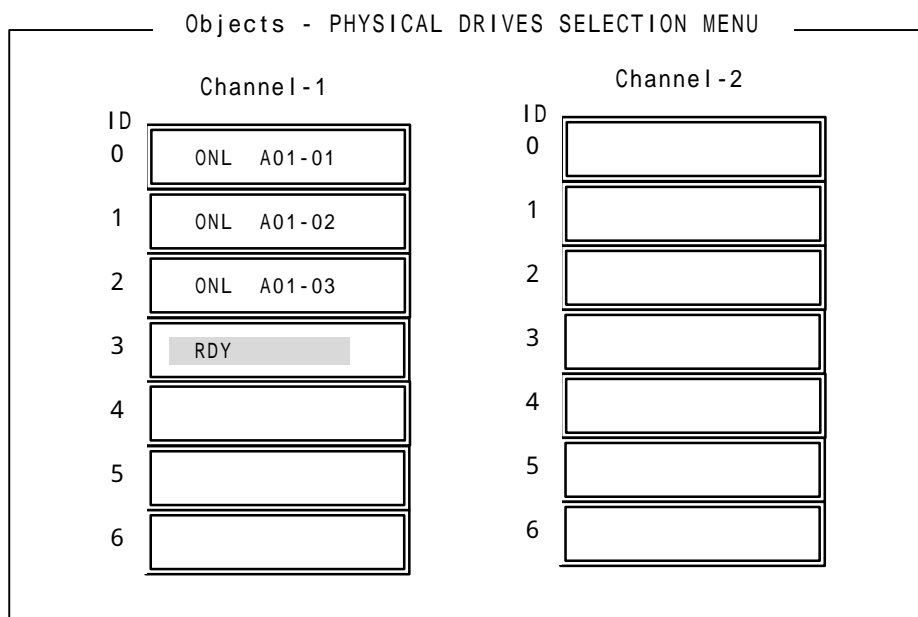 Objects - PHYSICAL DRIVES SELECTION MENU
Channel-1
ID
0 ONL A01-01
1 ONL A01-02
2 ONL A01-03
3 RDY
4
5
6
Channel-2
ID
0
1
2
3
4
5
6